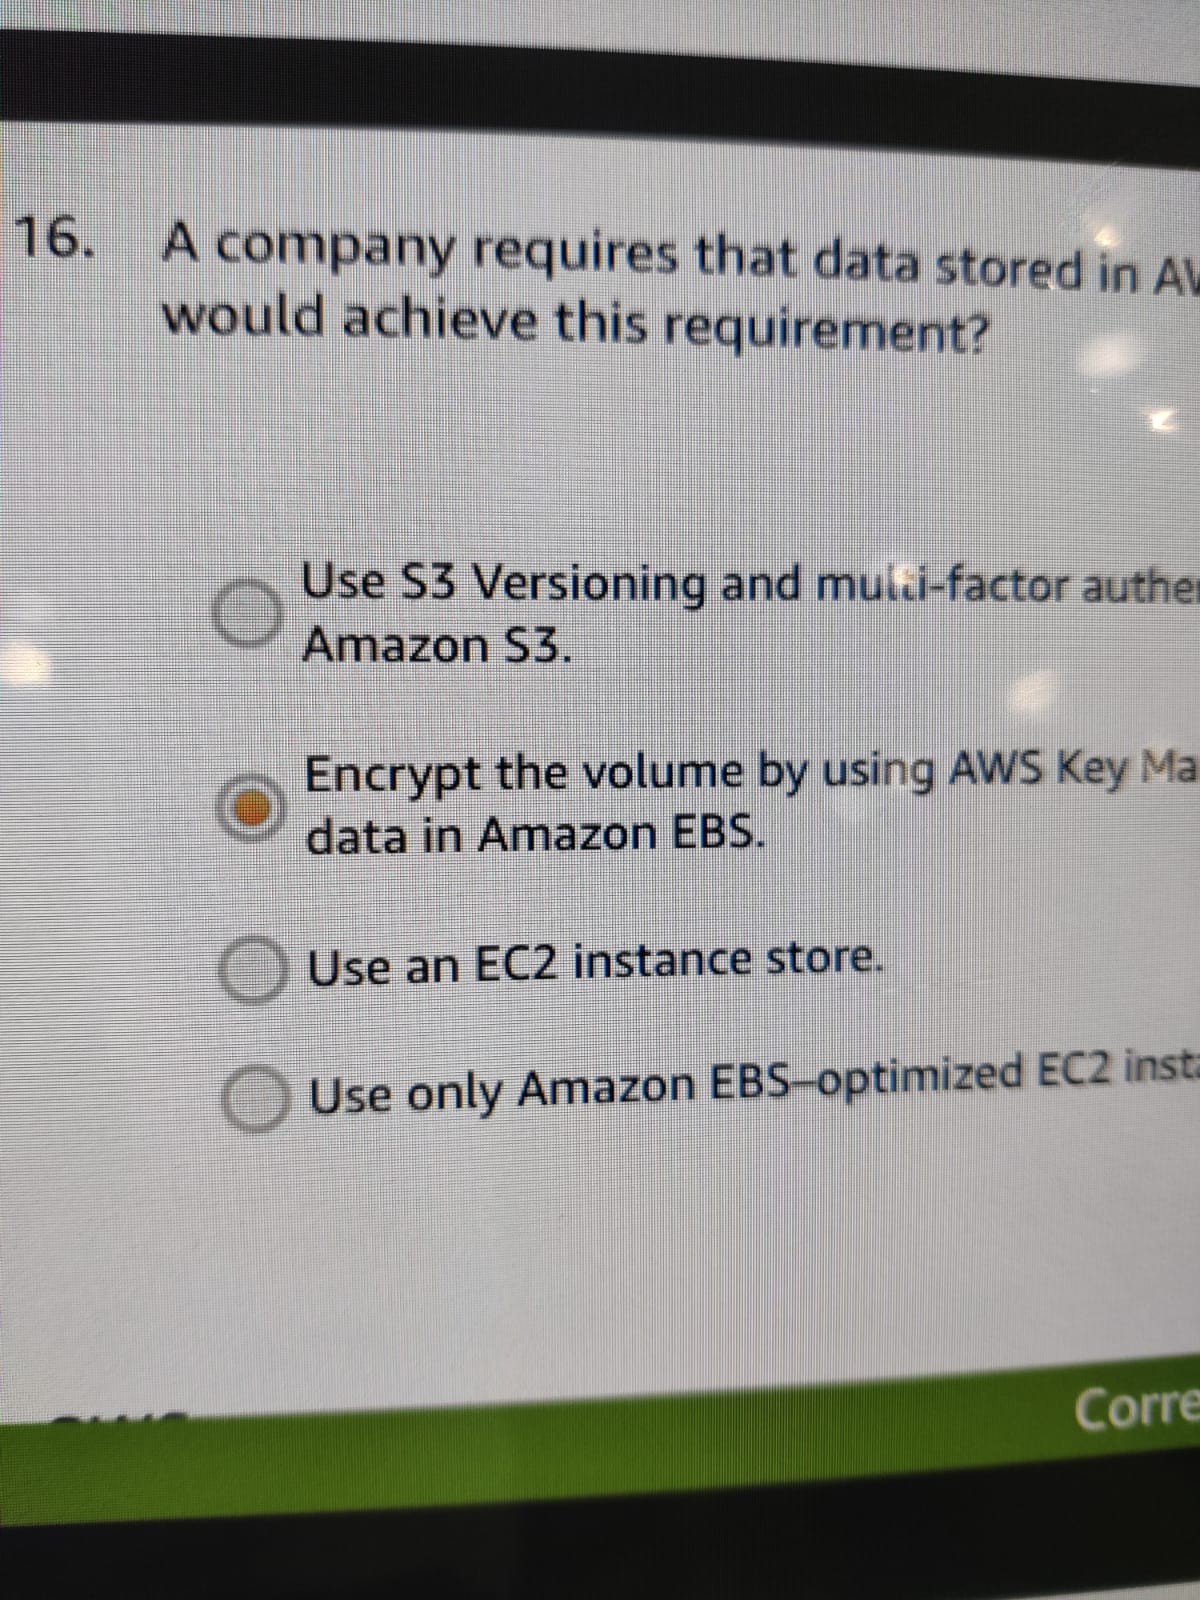 16. A company requires that data stored in AW
would achieve this requirement?
Use S3 Versioning and multi-factor authen
Amazon S3.
Encrypt the volume by using AWS Key Ma
data in Amazon EBS.
Use an EC2 instance store.
Use only Amazon EBS–optimized EC2 insta
Corre